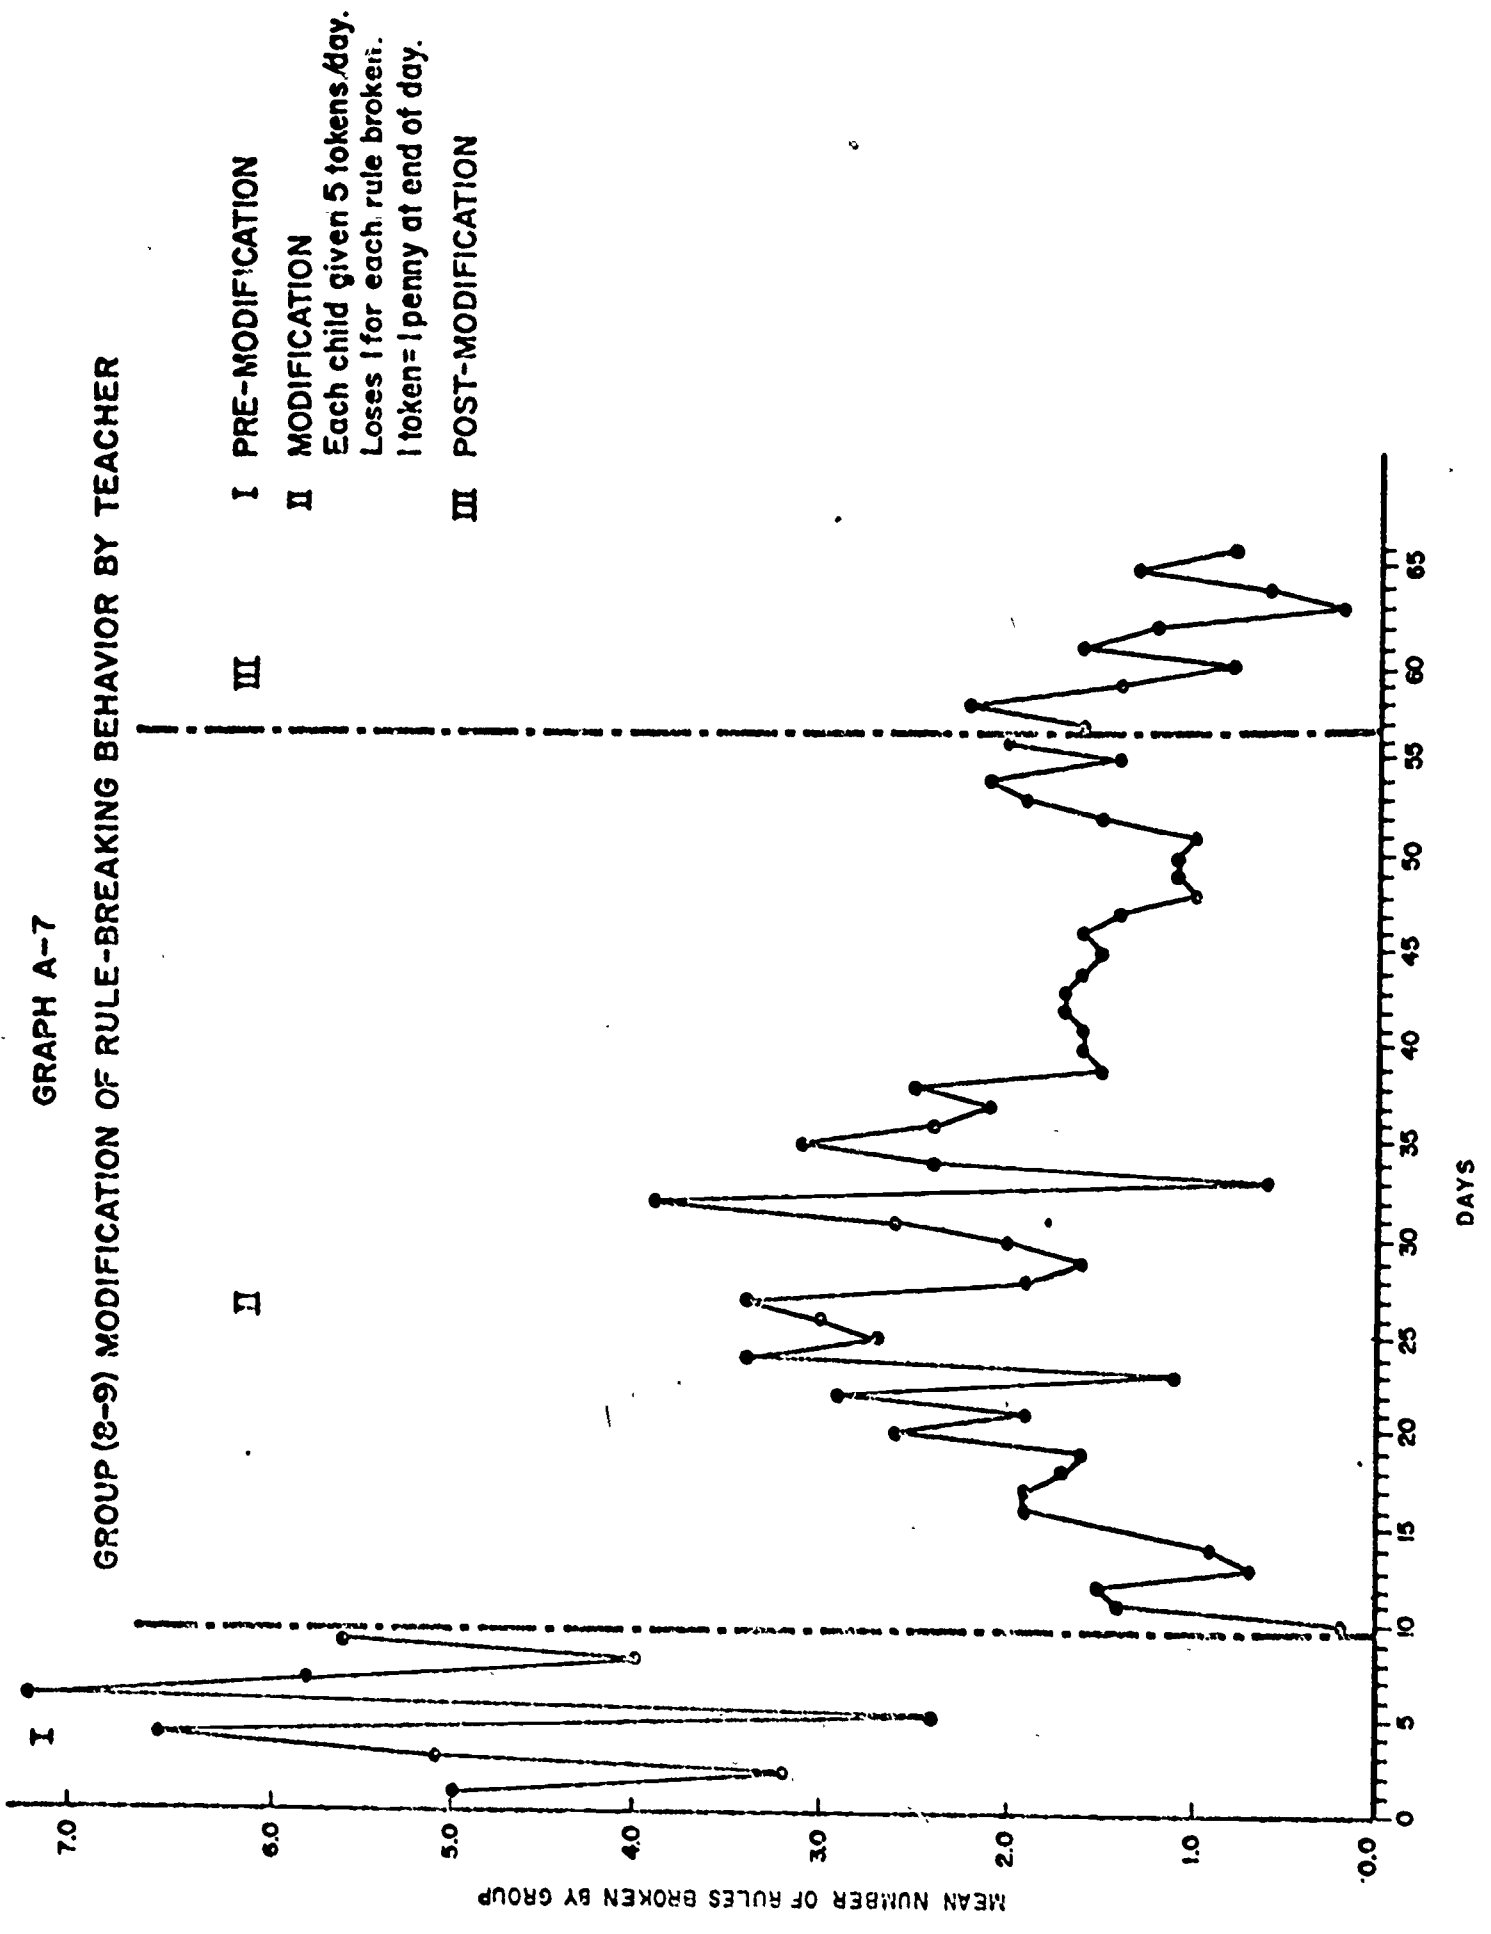 GRAPH A-7
GROUP (8-9) MODIFICATION OF RULE-BREAKING BEHAVIOR BY TEACHER
I
II
III
I PRE-MODIFICATION
II MODIFICATION
Each child given 5 tokens/day.
Loses 1 for each rule broken.
1 token=1 penny at end of day.
III POST-MODIFICATION
MEAN NUMBER OF RULES BROKEN BY GROUP
7.0
6.0
5.0
4.0
3.0
2.0
1.0
0.0
0 5 10 15 20 25 30 35 40 45 50 55 60 65
DAYS